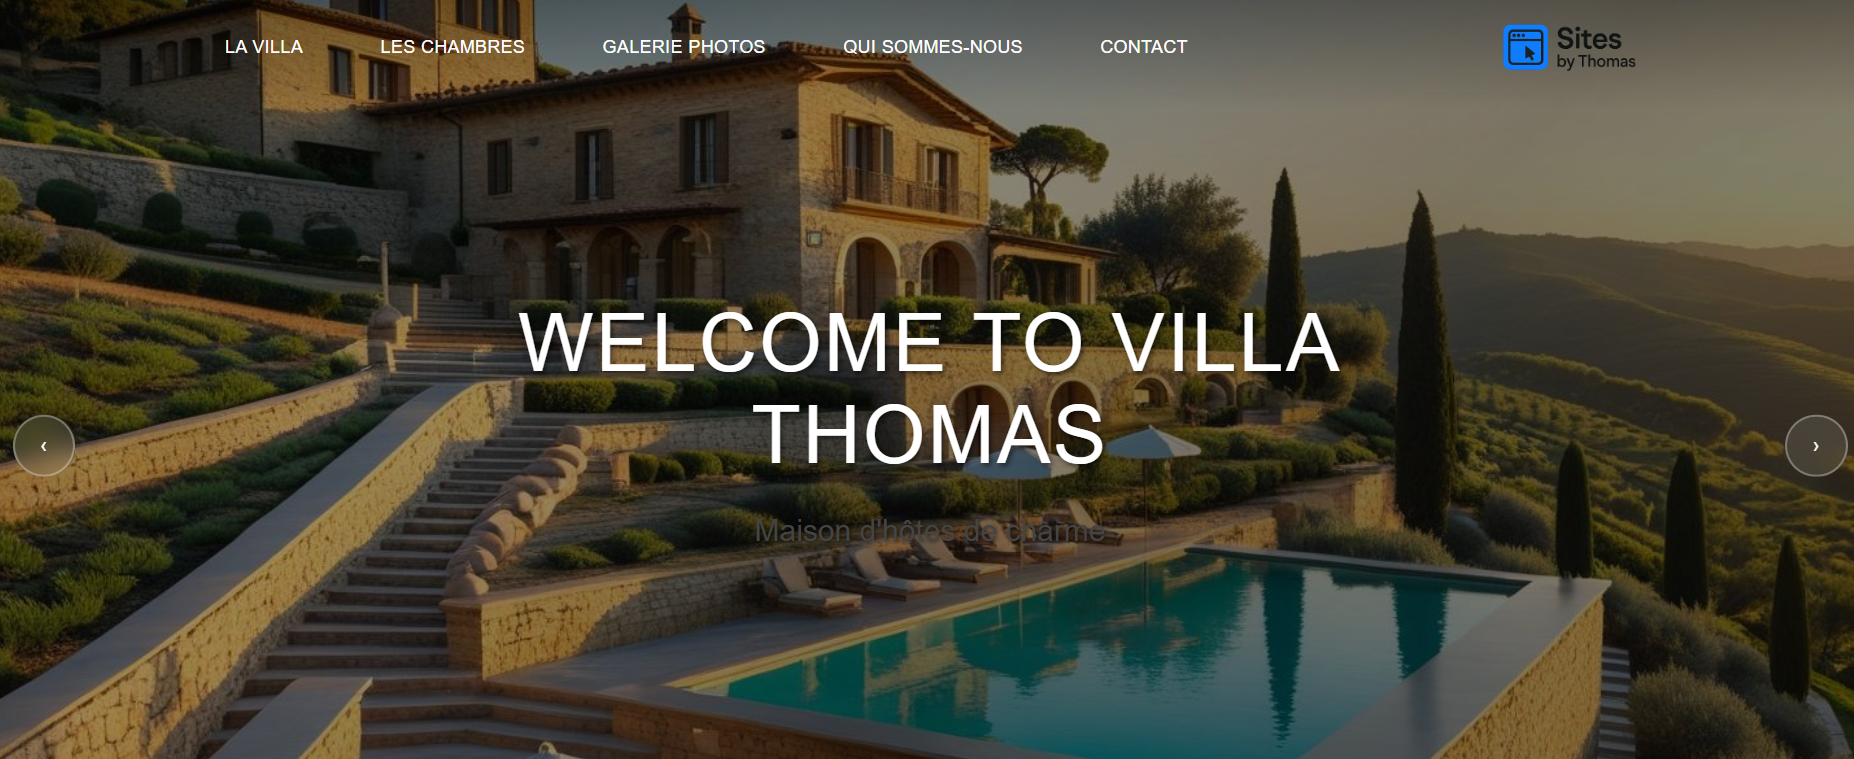 LA VILLA
LES CHAMBRES
GALERIE PHOTOS
QUI SOMMES-NOUS
CONTACT
Sites
by Thomas
WELCOME TO VILLA
THOMAS
‹
›
Maison d'hôtes de charme